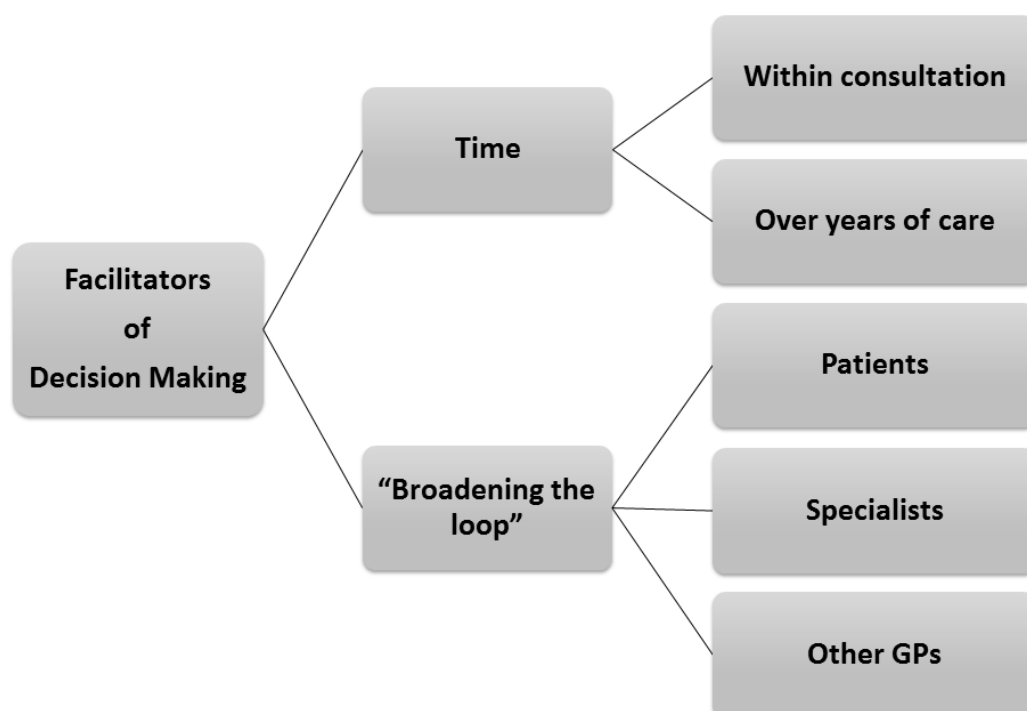 Facilitators
of
Decision Making
Time
Within consultation
Over years of care
“Broadening the
loop”
Patients
Specialists
Other GPs